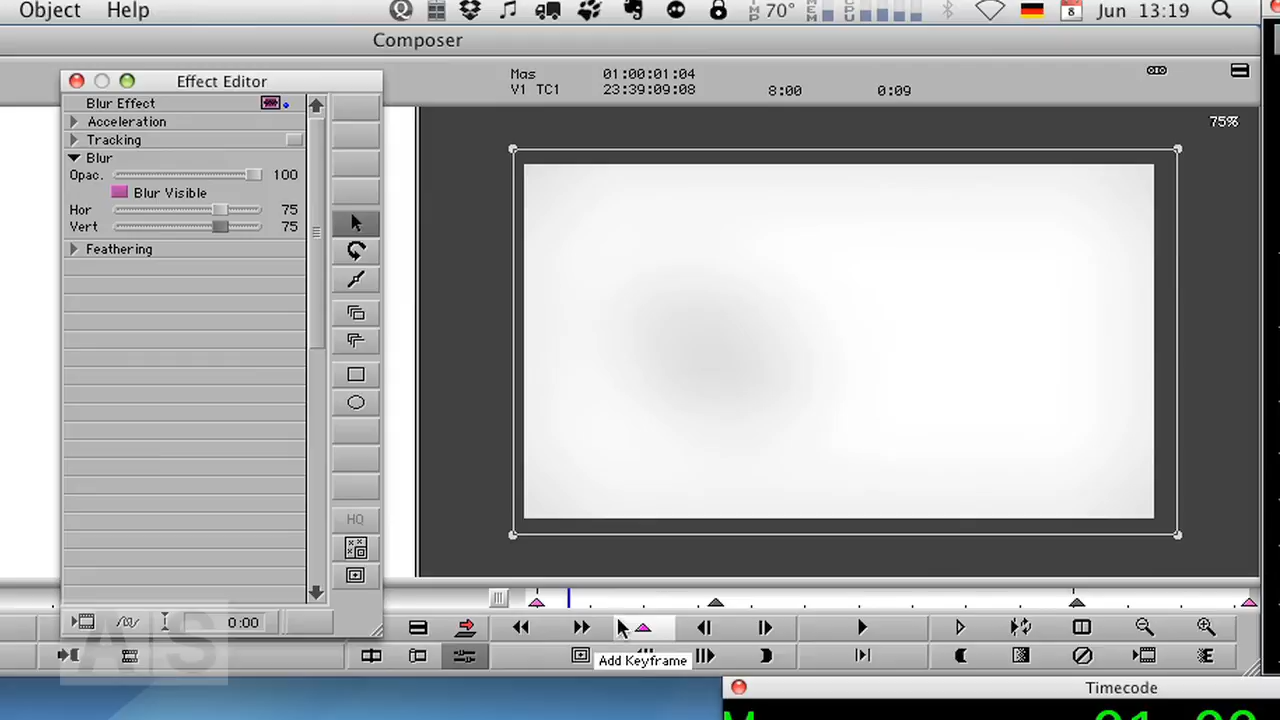 Object Help 70° Jun 13:19
8
Composer
Effect Editor
Mas 01:00:01:04
V1 TC1 23:39:09:08 8:00 0:09
75%
Blur Effect
Acceleration
Tracking
Blur
Opac. 100
Blur Visible
Hor 75
Vert 75
Feathering
HQ
0:00
Add Keyframe
AS
Timecode